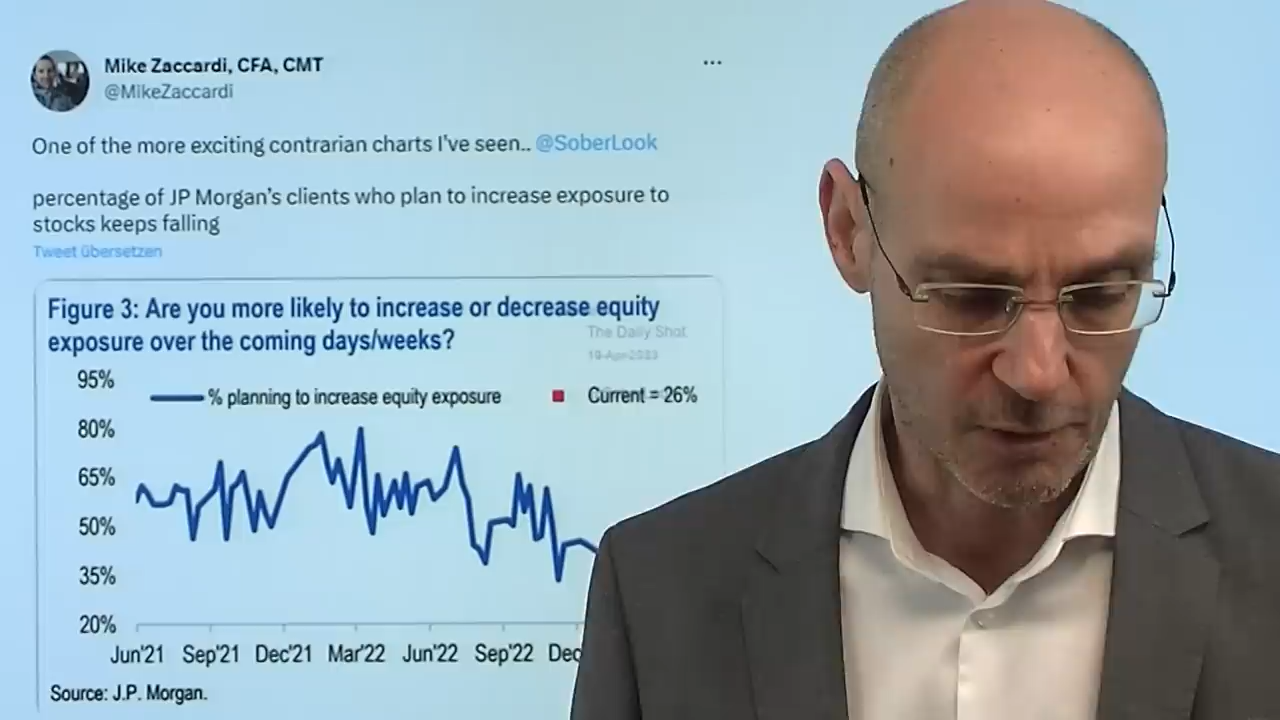 Mike Zaccardi, CFA, CMT
@MikeZaccardi
...
One of the more exciting contrarian charts I've seen.. @SoberLook
percentage of JP Morgan's clients who plan to increase exposure to
stocks keeps falling
Tweet übersetzen
Figure 3: Are you more likely to increase or decrease equity
exposure over the coming days/weeks?
The Daily Shot
95%
% planning to increase equity exposure
Current = 26%
80%
65%
50%
35%
20%
Jun'21 Sep'21 Dec'21 Mar'22 Jun'22 Sep'22 Dec
Source: J.P. Morgan.